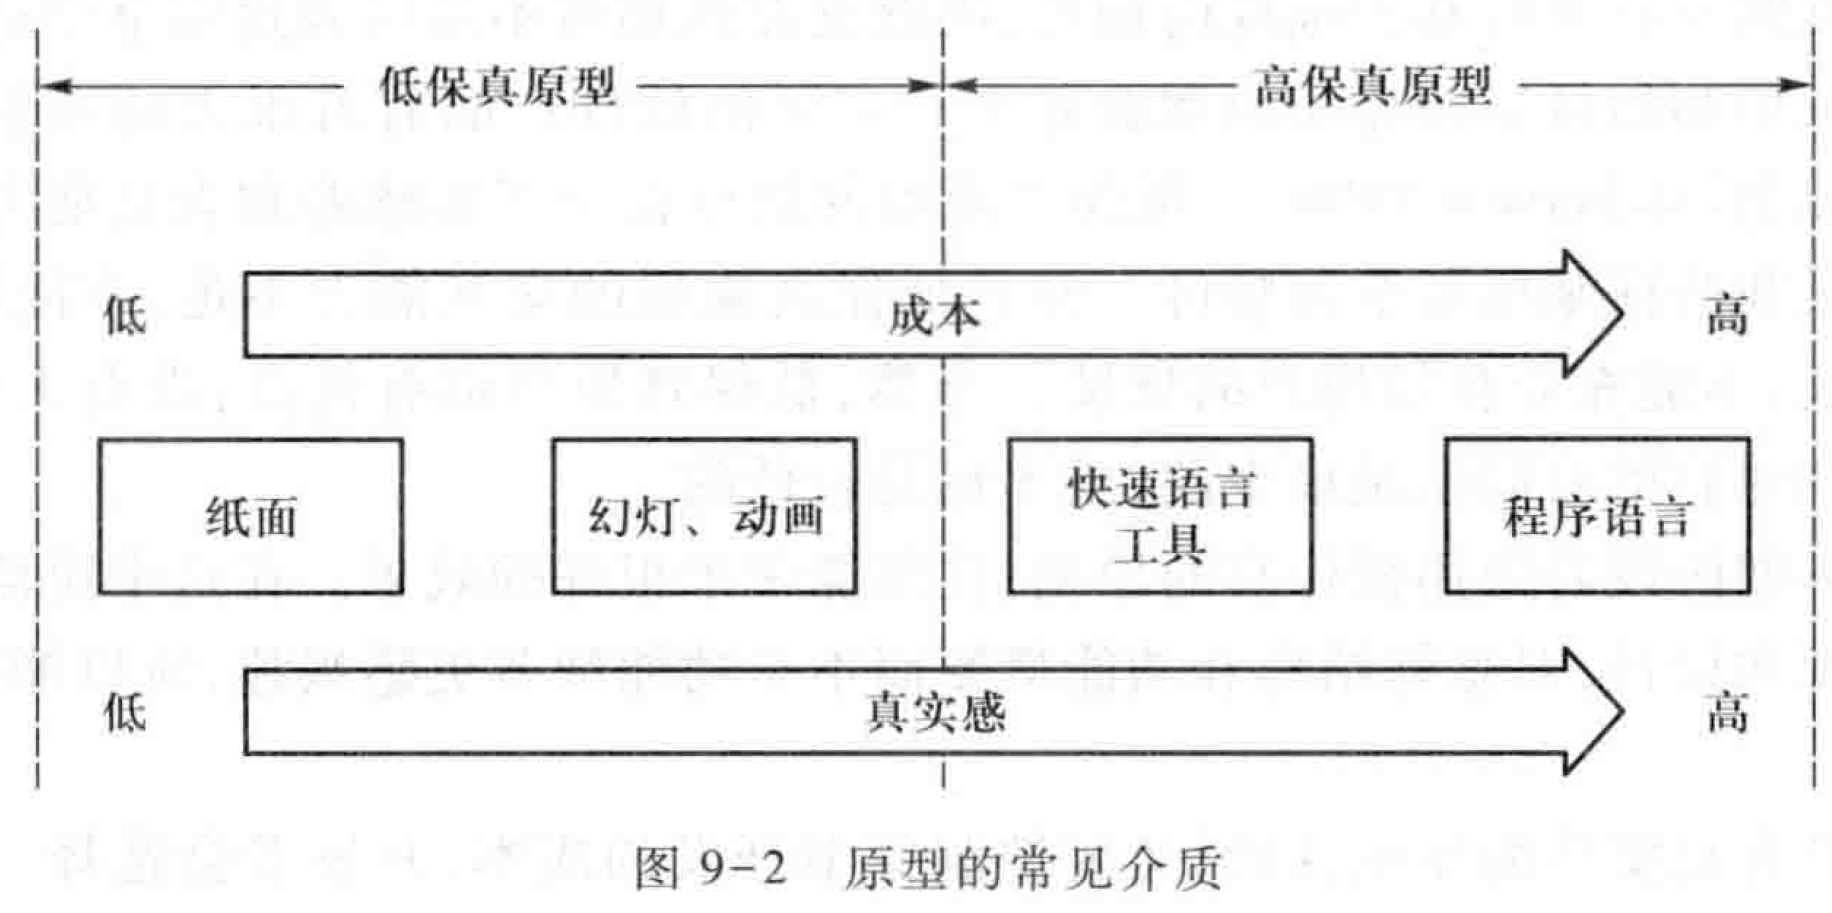 低保真原型 高保真原型
低 成本 高
纸面 幻灯、动画 快速语言 程序语言
工具
低 真实感 高
图 9-2 原型的常见介质